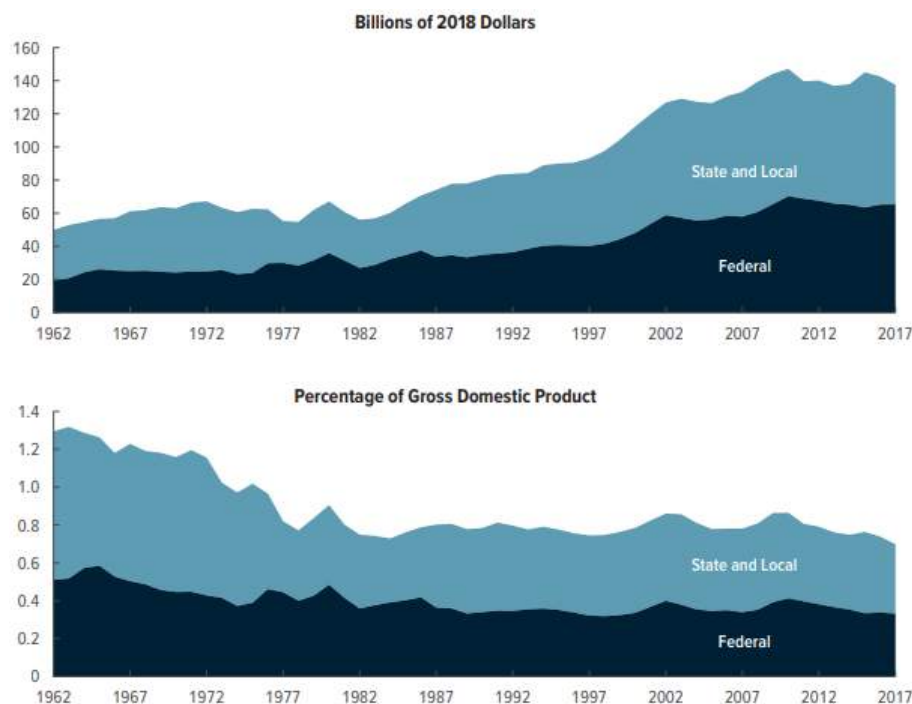 Billions of 2018 Dollars
160
140
120
100
80
60
40
20
0
State and Local
Federal
1962 1967 1972 1977 1982 1987 1992 1997 2002 2007 2012 2017
Percentage of Gross Domestic Product
1.4
1.2
1.0
0.8
0.6
0.4
0.2
0
State and Local
Federal
1962 1967 1972 1977 1982 1987 1992 1997 2002 2007 2012 2017